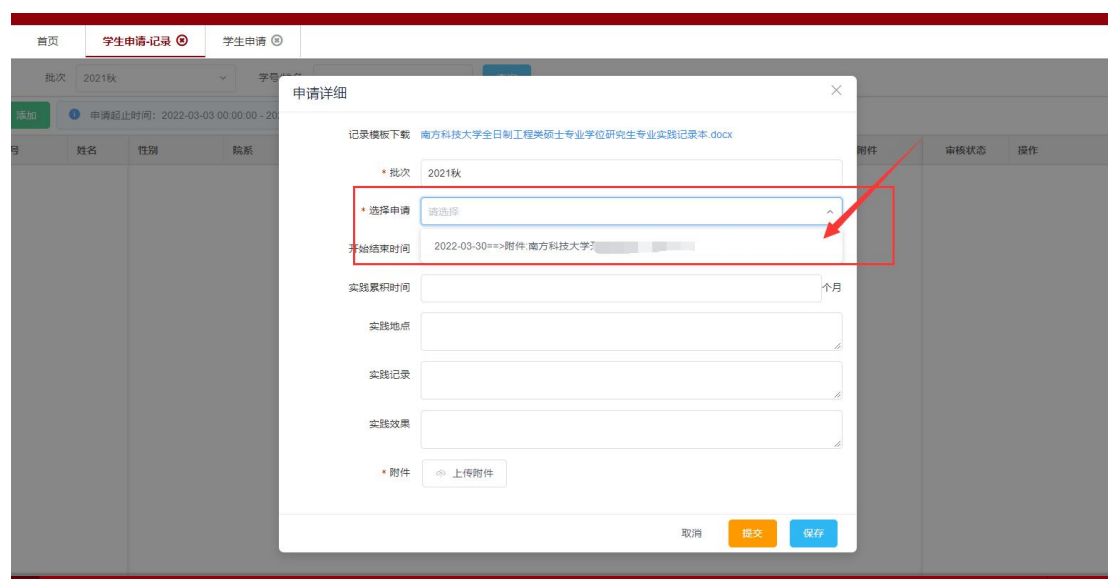 首页 学生申请-记录 学生申请
批次 2021秋
添加 申请起止时间：2022-03-03 00:00:00 - 20
号 姓名 性别 院系 附件 审核状态 操作
申请详细
记录模板下载 南方科技大学全日制工程类硕士专业学位研究生专业实践记录本.docx
* 批次 2021秋
* 选择申请 请选择
2022-03-30==>附件:南方科技大学
开始结束时间
实践累积时间 个月
实践地点
实践记录
实践效果
* 附件 上传附件
取消 提交 保存